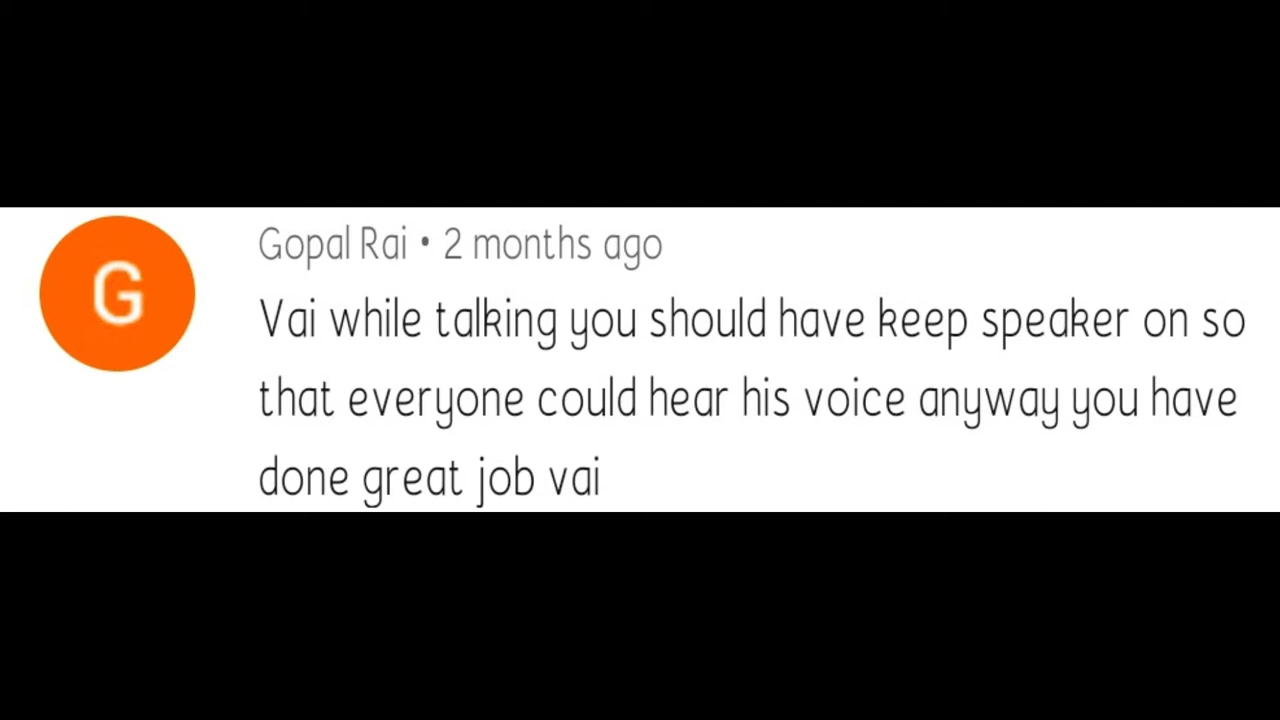 G
Gopal Rai • 2 months ago
Vai while talking you should have keep speaker on so
that everyone could hear his voice anyway you have
done great job vai